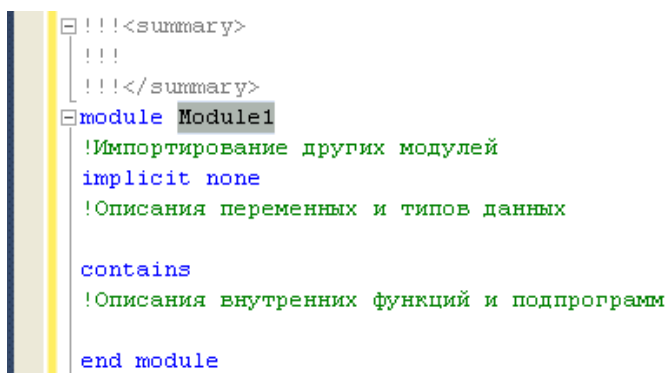 !!!<summary>
!!!
!!!</summary>
module Module1
!Импортирование других модулей
implicit none
!Описания переменных и типов данных
contains
!Описания внутренних функций и подпрограмм
end module